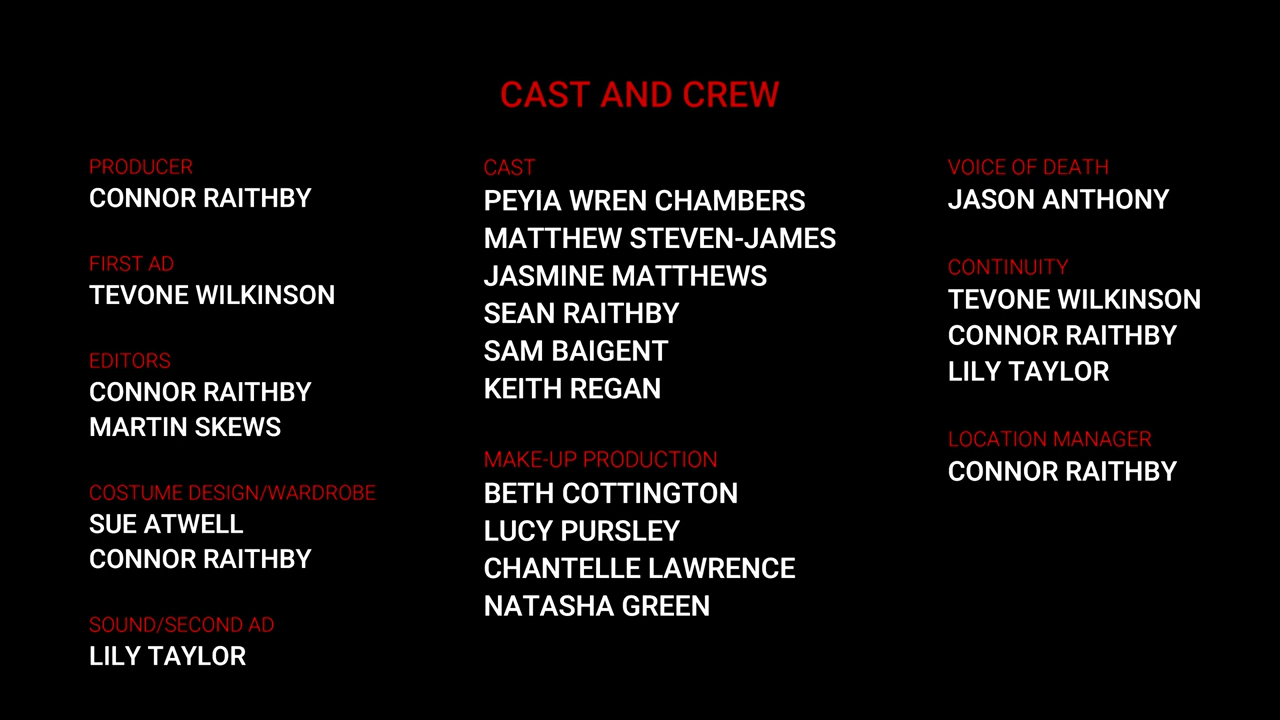 CAST AND CREW
PRODUCER
CONNOR RAITHBY
FIRST AD
TEVONE WILKINSON
EDITORS
CONNOR RAITHBY
MARTIN SKEWS
COSTUME DESIGN/WARDROBE
SUE ATWELL
CONNOR RAITHBY
SOUND/SECOND AD
LILY TAYLOR
CAST
PEYIA WREN CHAMBERS
MATTHEW STEVEN-JAMES
JASMINE MATTHEWS
SEAN RAITHBY
SAM BAIGENT
KEITH REGAN
MAKE-UP PRODUCTION
BETH COTTINGTON
LUCY PURSLEY
CHANTELLE LAWRENCE
NATASHA GREEN
VOICE OF DEATH
JASON ANTHONY
CONTINUITY
TEVONE WILKINSON
CONNOR RAITHBY
LILY TAYLOR
LOCATION MANAGER
CONNOR RAITHBY